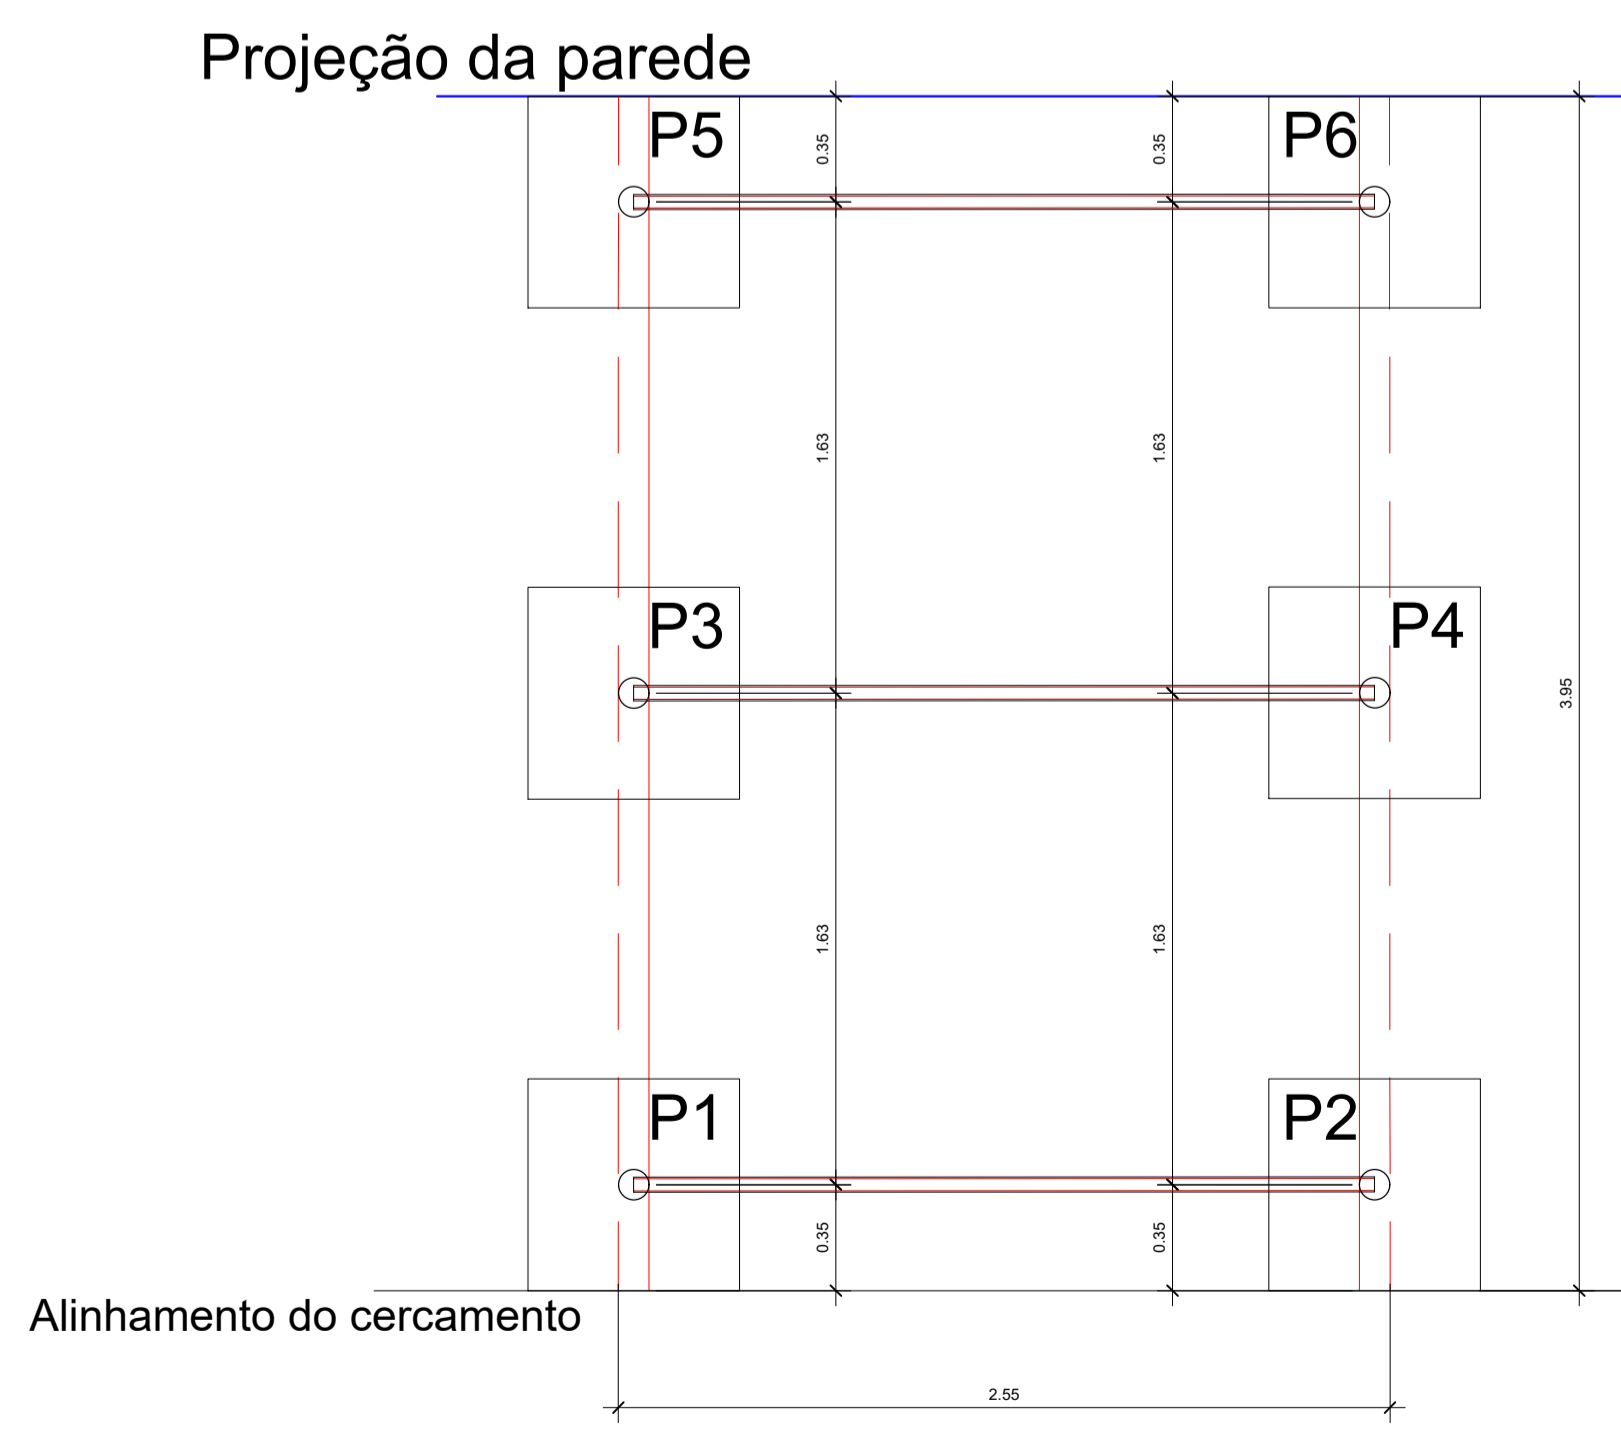 Projeção da parede
P5
0.35
0.35
P6
1.63
1.63
P3
P4
3.95
1.63
1.63
P1
P2
0.35
0.35
Alinhamento do cercamento
2.55